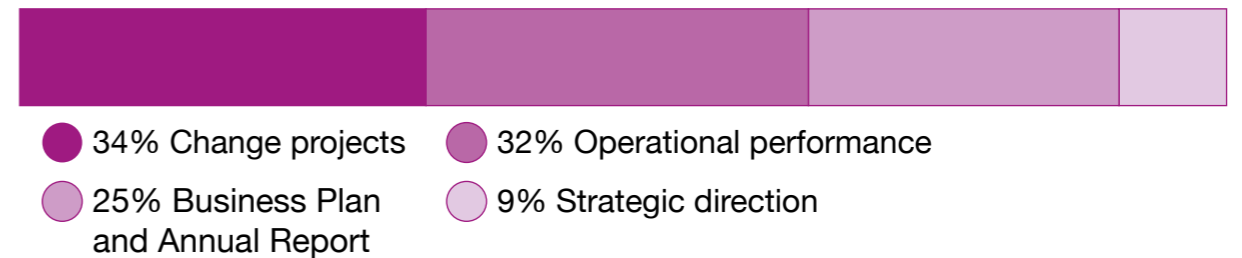 34% Change projects
32% Operational performance
25% Business Plan
and Annual Report
9% Strategic direction